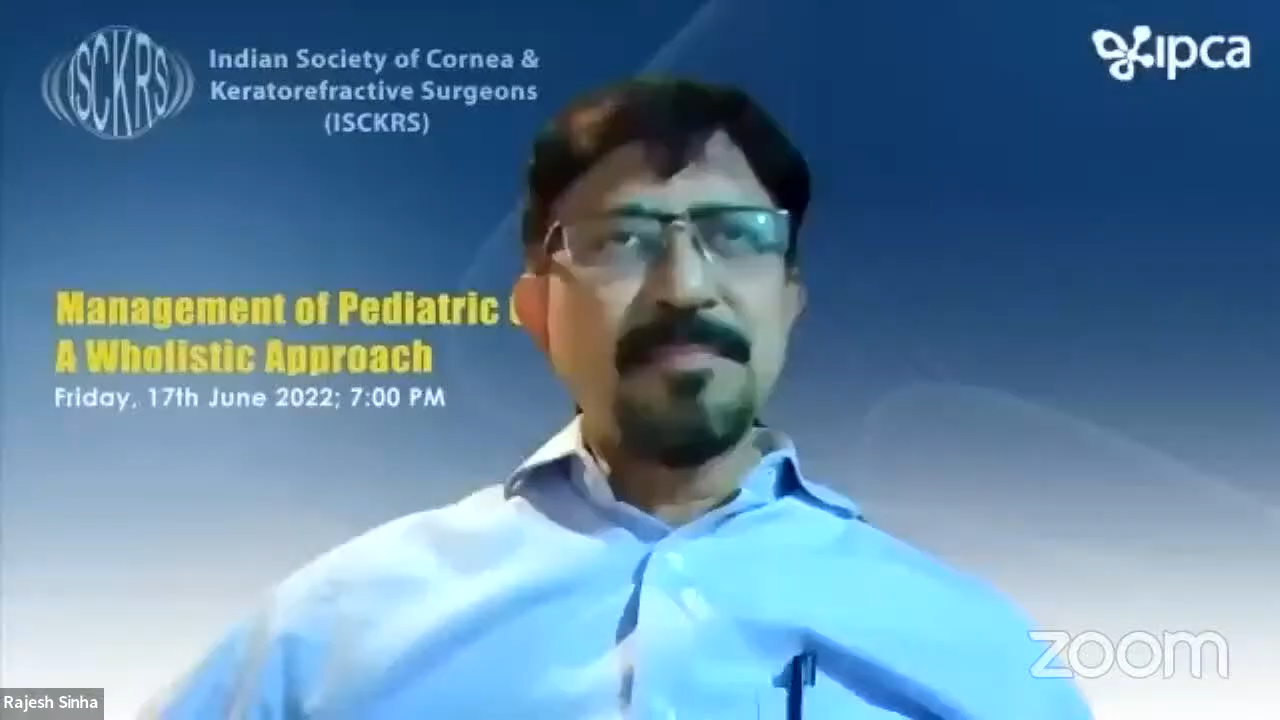 ISCKRS
Indian Society of Cornea &
Keratorefractive Surgeons
(ISCKRS)
ipca
Management of Pediatric
A Wholistic Approach
Friday, 17th June 2022; 7:00 PM
zoom
Rajesh Sinha